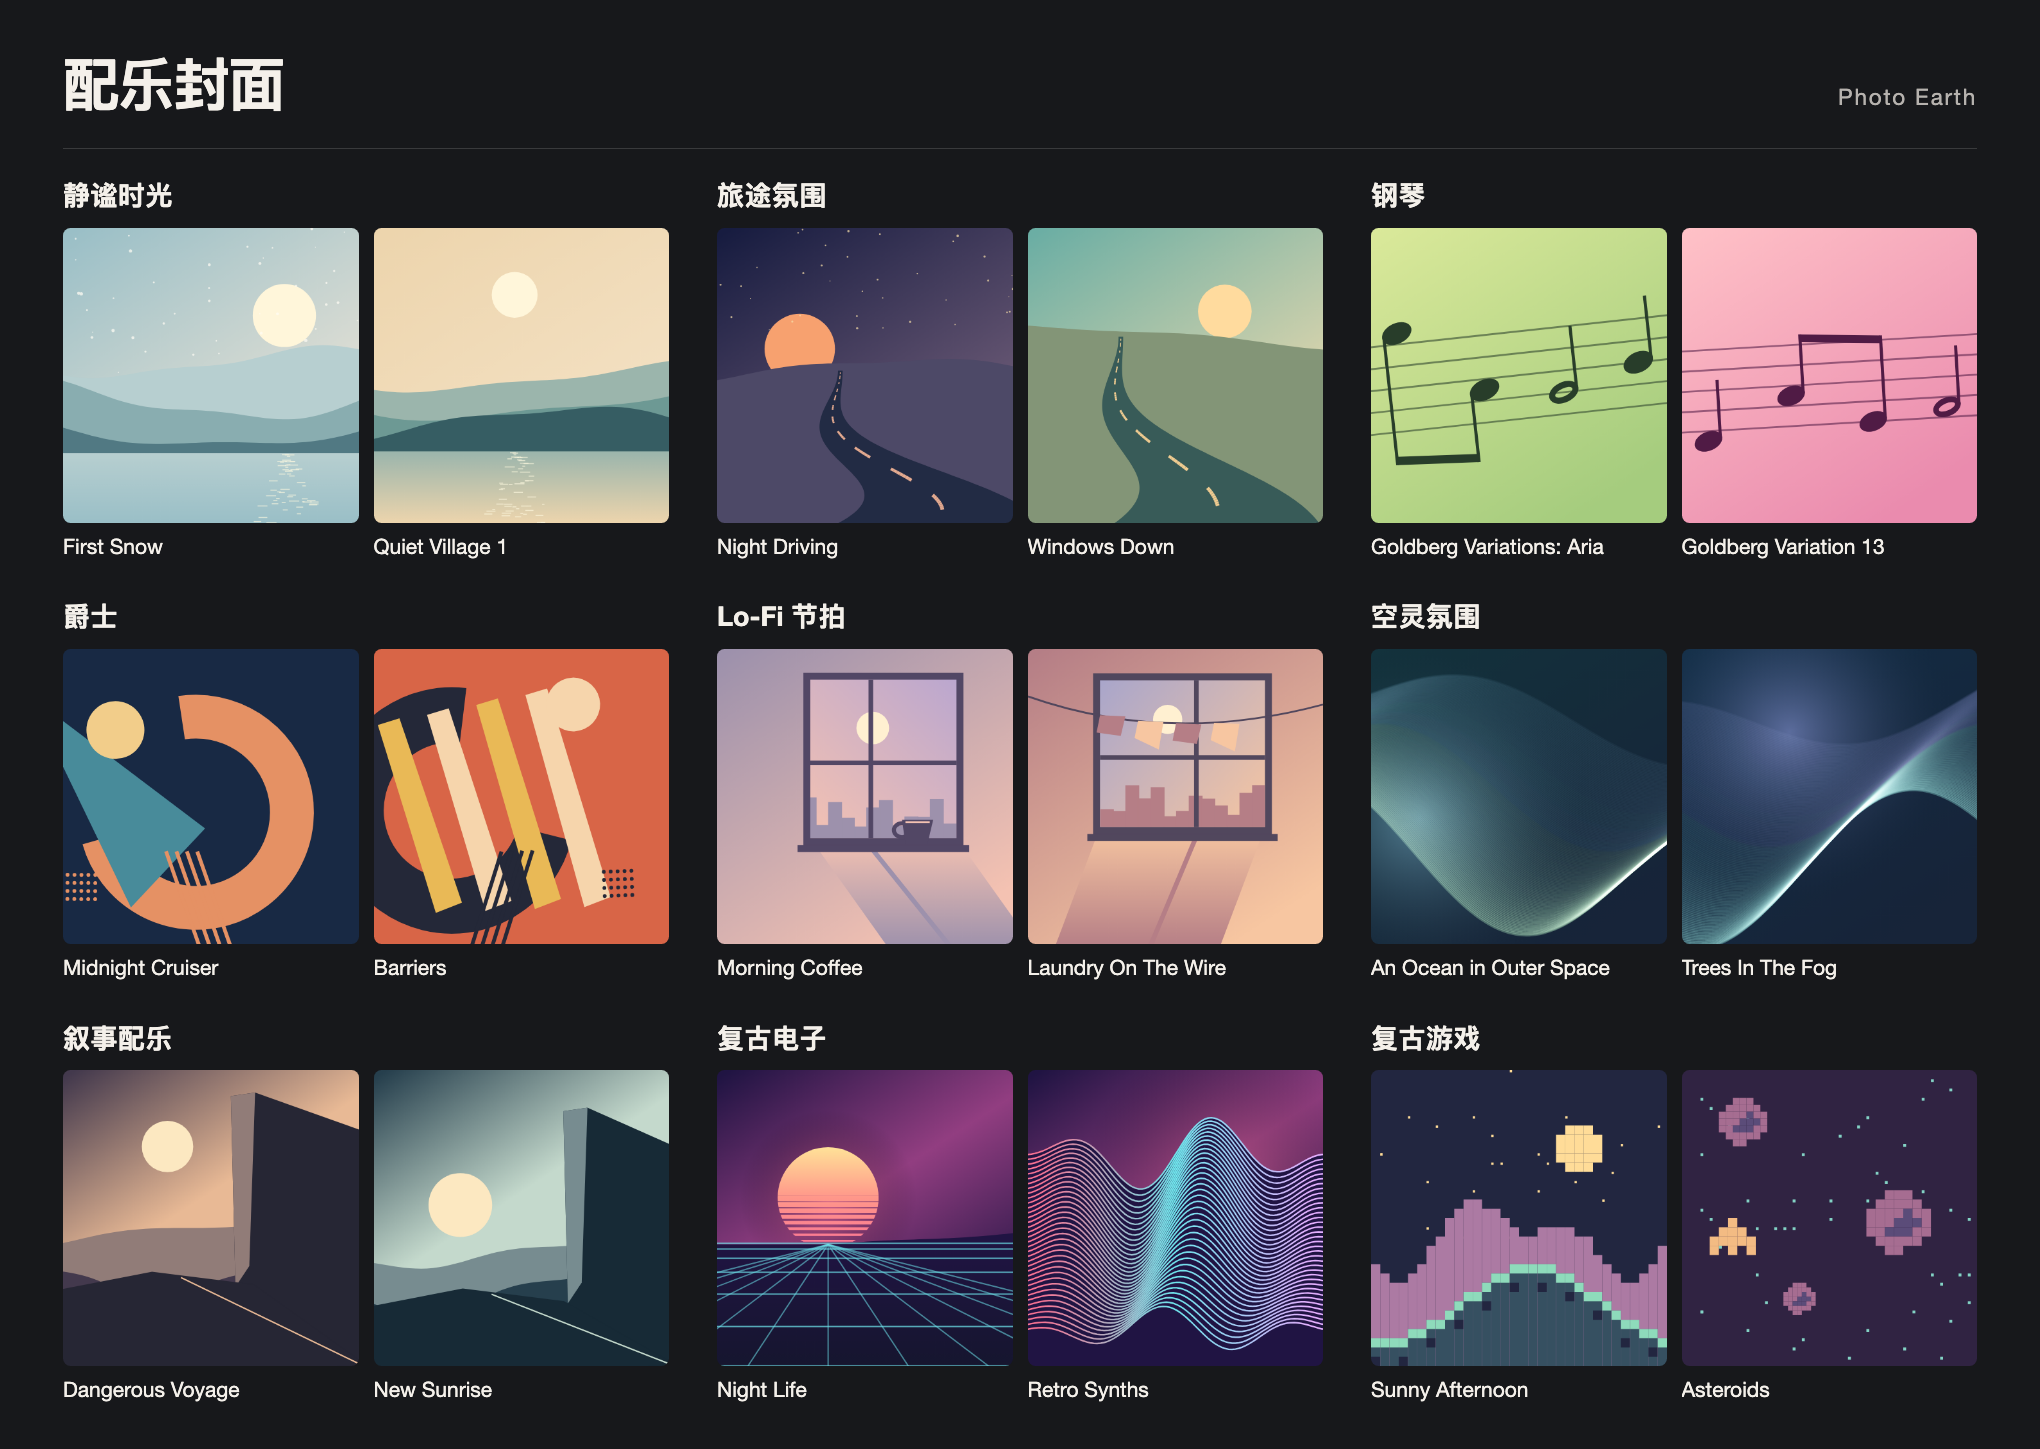 配乐封面
Photo Earth
静谧时光
旅途氛围
钢琴
First Snow
Quiet Village 1
Night Driving
Windows Down
Goldberg Variations: Aria
Goldberg Variation 13
爵士
Lo-Fi 节拍
空灵氛围
Midnight Cruiser
Barriers
Morning Coffee
Laundry On The Wire
An Ocean in Outer Space
Trees In The Fog
叙事配乐
复古电子
复古游戏
Dangerous Voyage
New Sunrise
Night Life
Retro Synths
Sunny Afternoon
Asteroids